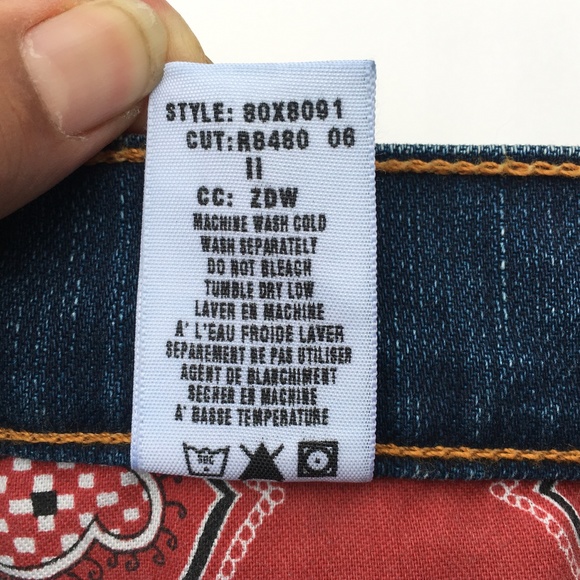 STYLE: 80X8091
CUT:R8480 06
II
CC: ZDW
MACHINE WASH COLD
WASH SEPARATELY
DO NOT BLEACH
TUMBLE DRY LOW
LAVER EN MACHINE
A' L'EAU FROIDE LAVER
SEPAREMENT NE PAS UTILISER
AGENT DE BLANCHIMENT
SECHER EN MACHINE
A' BASSE TEMPERATURE